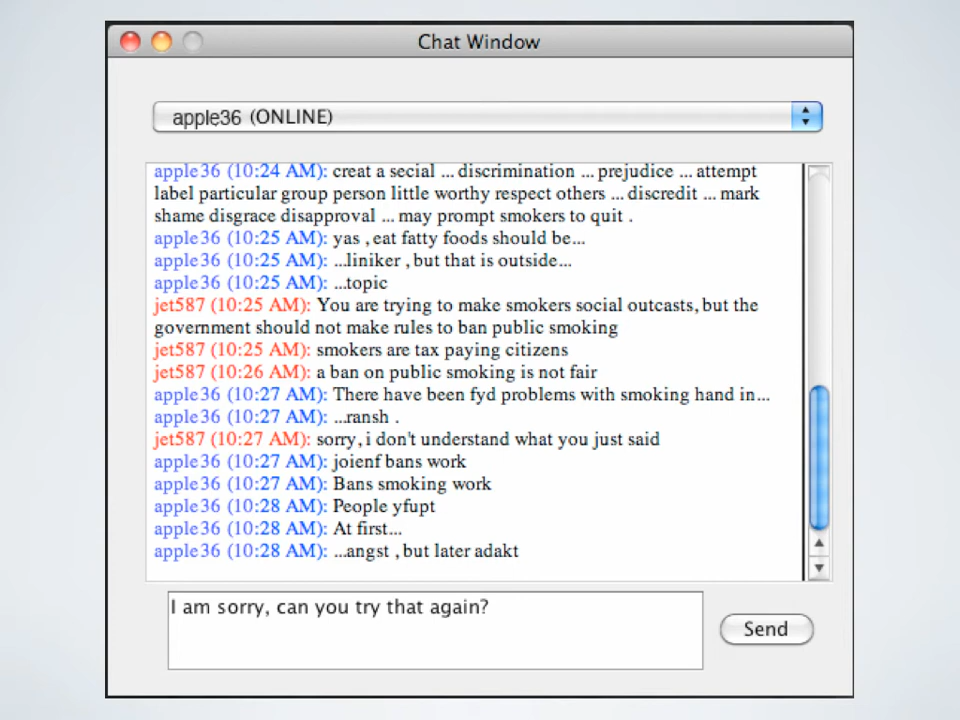 Chat Window
apple36 (ONLINE)
apple36 (10:24 AM): creat a social ... discrimination ... prejudice ... attempt
label particular group person little worthy respect others ... discredit ... mark
shame disgrace disapproval ... may prompt smokers to quit .
apple36 (10:25 AM): yas , eat fatty foods should be...
apple36 (10:25 AM): ...liniker , but that is outside...
apple36 (10:25 AM): ...topic
jet587 (10:25 AM): You are trying to make smokers social outcasts, but the
government should not make rules to ban public smoking
jet587 (10:25 AM): smokers are tax paying citizens
jet587 (10:26 AM): a ban on public smoking is not fair
apple36 (10:27 AM): There have been fyd problems with smoking hand in...
apple36 (10:27 AM): ...ransh .
jet587 (10:27 AM): sorry, i don't understand what you just said
apple36 (10:27 AM): joienf bans work
apple36 (10:27 AM): Bans smoking work
apple36 (10:28 AM): People yfupt
apple36 (10:28 AM): At first...
apple36 (10:28 AM): ...angst , but later adakt
I am sorry, can you try that again?
Send